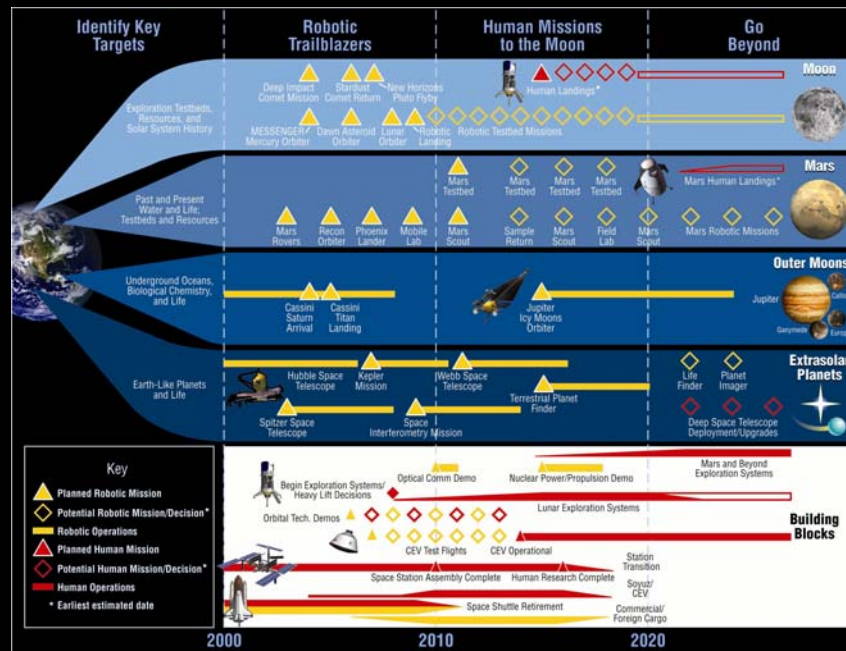 Identify Key
Targets
Robotic
Trailblazers
Human Missions
to the Moon
Go
Beyond
Exploration Testbeds,
Resources, and
Solar System History
Deep Impact
Comet Mission
Stardust
Comet Return
New Horizons
Pluto Flyby
Human Landings*
Moon
MESSENGER
Mercury Orbiter
Dawn Asteroid
Orbiter
Lunar
Orbiter
Robotic
Landing
Robotic Testbed Missions
Past and Present
Water and Life;
Testbeds and Resources
Mars
Testbed
Mars
Testbed
Mars
Testbed
Mars
Testbed
Mars Human Landings*
Mars
Mars
Rovers
Recon
Orbiter
Phoenix
Lander
Mobile
Lab
Mars
Scout
Sample
Return
Mars
Scout
Field
Lab
Mars
Scout
Mars Robotic Missions
Underground Oceans,
Biological Chemistry,
and Life
Cassini
Saturn
Arrival
Cassini
Titan
Landing
Jupiter
Icy Moons
Orbiter
Outer Moons
Jupiter
Ganymede
Earth-Like Planets
and Life
Hubble Space
Telescope
Kepler
Mission
Webb Space
Telescope
Terrestrial Planet
Finder
Life
Finder
Planet
Imager
Extrasolar
Planets
Spitzer Space
Telescope
Space
Interferometry Mission
Deep Space Telescope
Deployment/Upgrades
Key
Planned Robotic Mission
Potential Robotic Mission/Decision*
Robotic Operations
Planned Human Mission
Potential Human Mission/Decision*
Human Operations
* Earliest estimated date
Optical Comm Demo
Nuclear Power/Propulsion Demo
Mars and Beyond
Exploration Systems
Begin Exploration Systems/
Heavy Lift Decisions
Lunar Exploration Systems
Orbital Tech. Demos
Building
Blocks
CEV Test Flights
CEV Operational
Space Station Assembly Complete
Human Research Complete
Station
Transition
Soyuz/
CEV
Space Shuttle Retirement
Commercial/
Foreign Cargo
2000
2010
2020